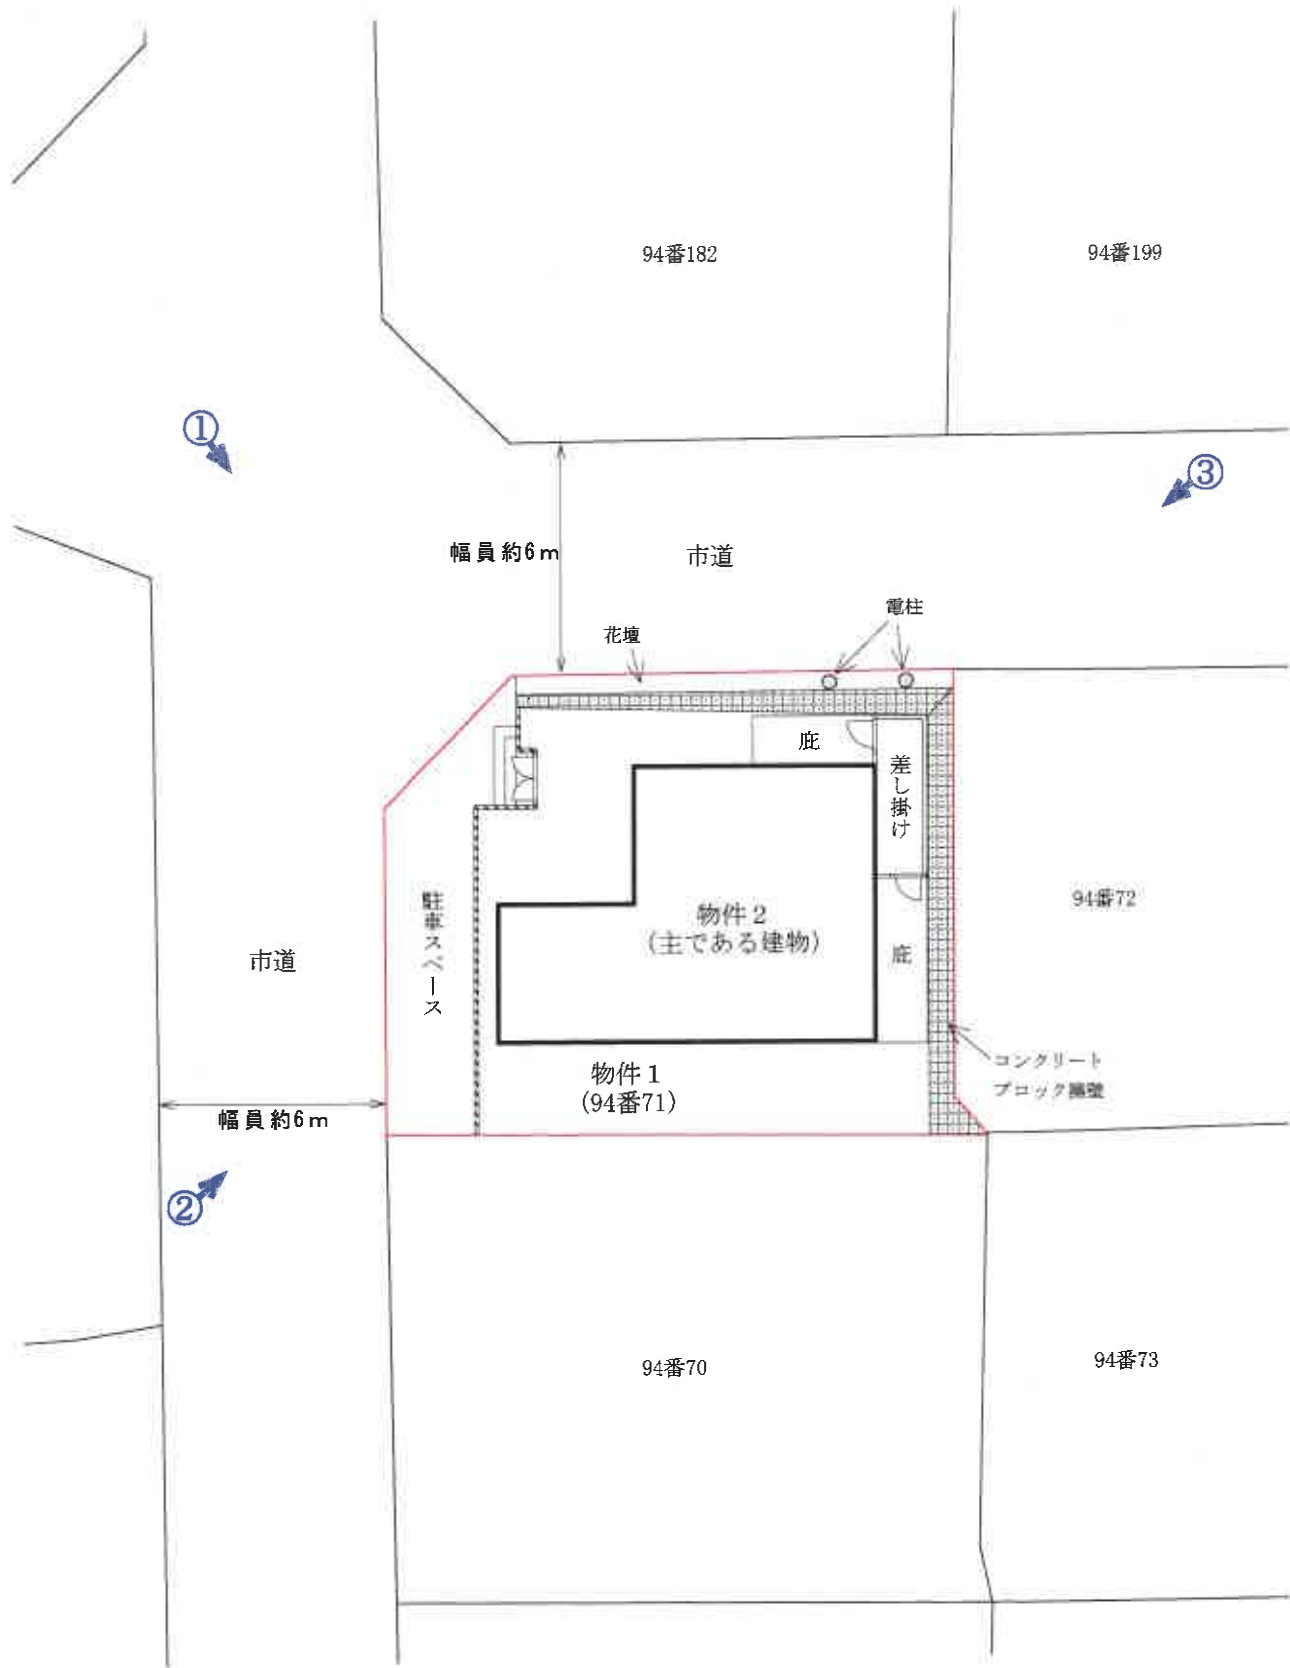 94番182
94番199
①
③
幅員約6m
市道
電柱
花壇
庇
差し掛け
駐車スペース
物件2
(主である建物)
94番72
市道
庇
コンクリート
ブロック擁壁
物件1
(94番71)
幅員約6m
②
94番70
94番73